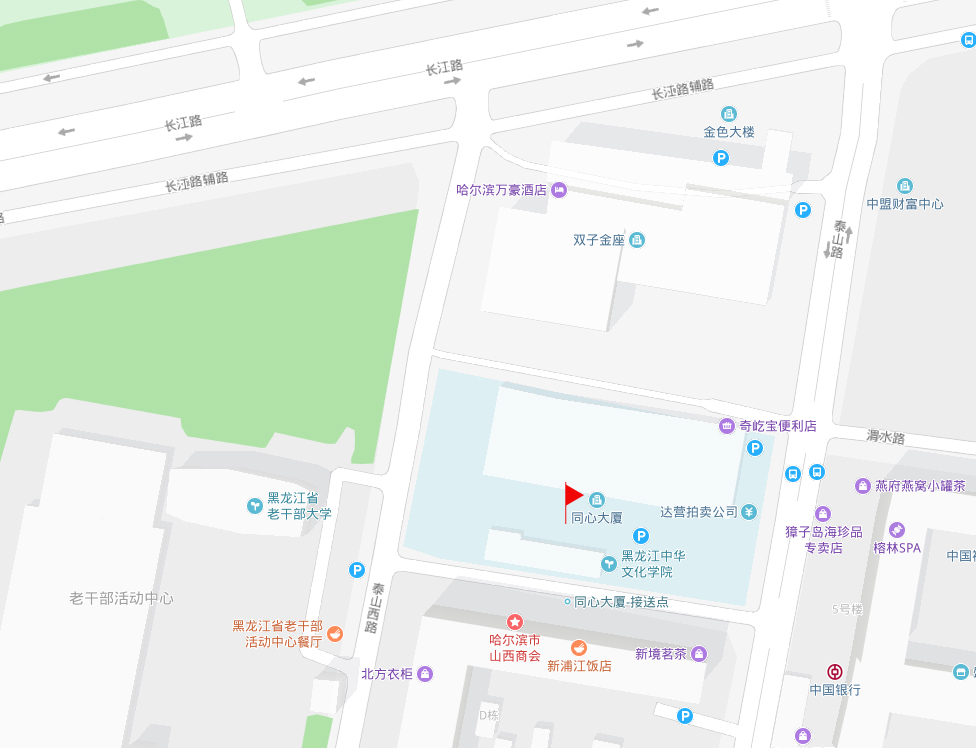 长江路
长江路辅路
金色大楼
长江路
长江路辅路
路
哈尔滨万豪酒店
中盟财富中心
双子金座
泰山路
奇屹宝便利店
渭水路
黑龙江省
老干部大学
同心大厦
达营拍卖公司
燕府燕窝小罐茶
獐子岛海珍品
专卖店
榕林SPA
中国福
黑龙江中华
文化学院
老干部活动中心
泰山西路
同心大厦-接送点
5号楼
黑龙江省老干部
活动中心餐厅
哈尔滨市
山西商会
新浦江饭店
新境茗茶
北方衣柜
中国银行
D栋